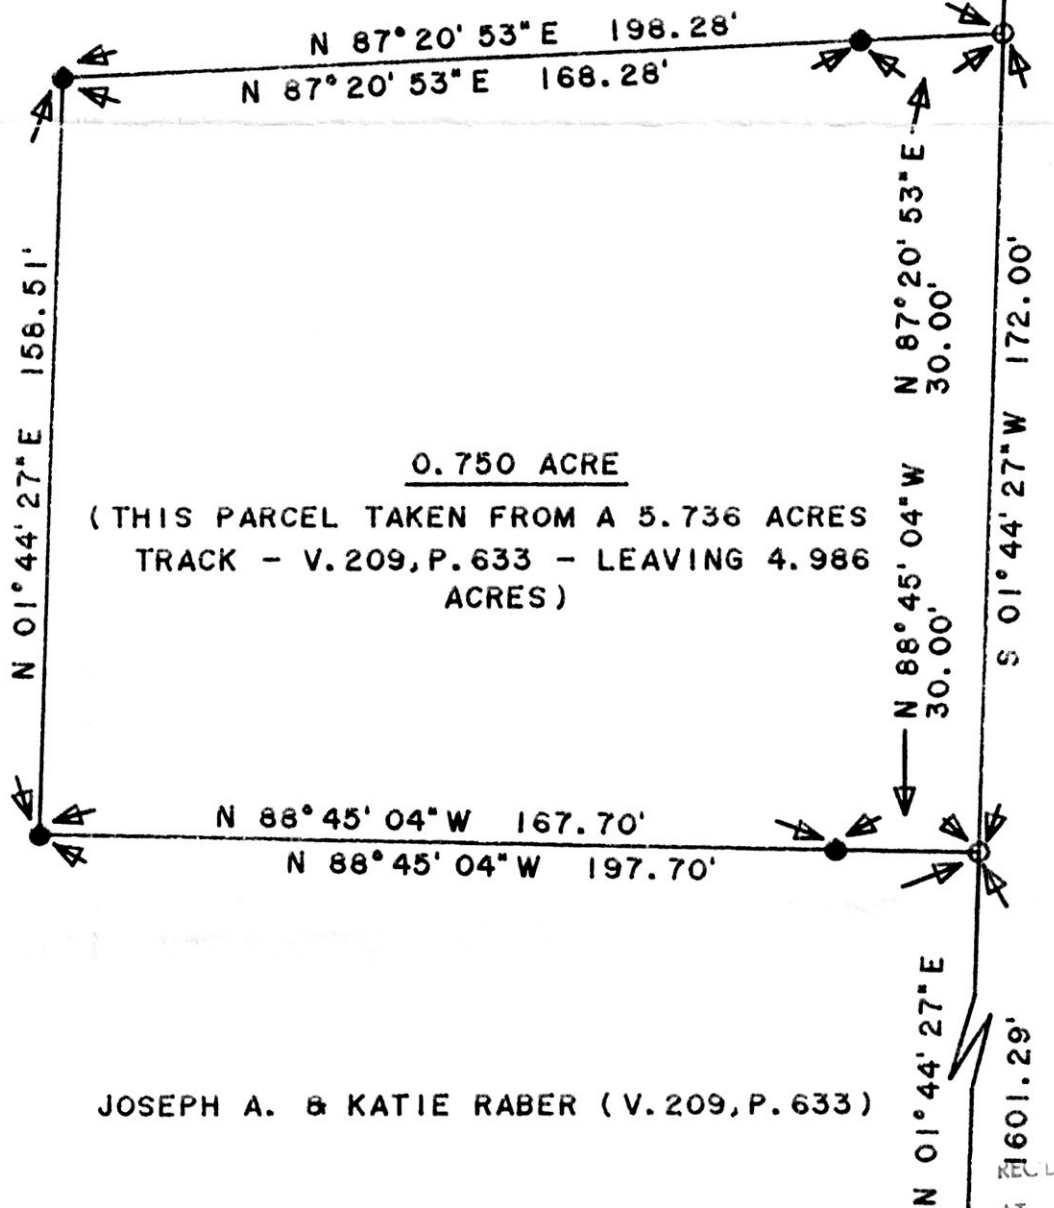 N 87°20'53"E 198.28'
N 87°20'53"E 168.28'
N 01°44'27"E 158.51'
N 87°20'53"E
30.00'
S 01°44'27"W 172.00'
0.750 ACRE
(THIS PARCEL TAKEN FROM A 5.736 ACRES
TRACK - V.209,P.633 - LEAVING 4.986
ACRES)
N 88°45'04"W
30.00'
N 88°45'04"W 167.70'
N 88°45'04"W 197.70'
N 01°44'27"E
1601.29'
JOSEPH A. & KATIE RABER (V.209,P.633)